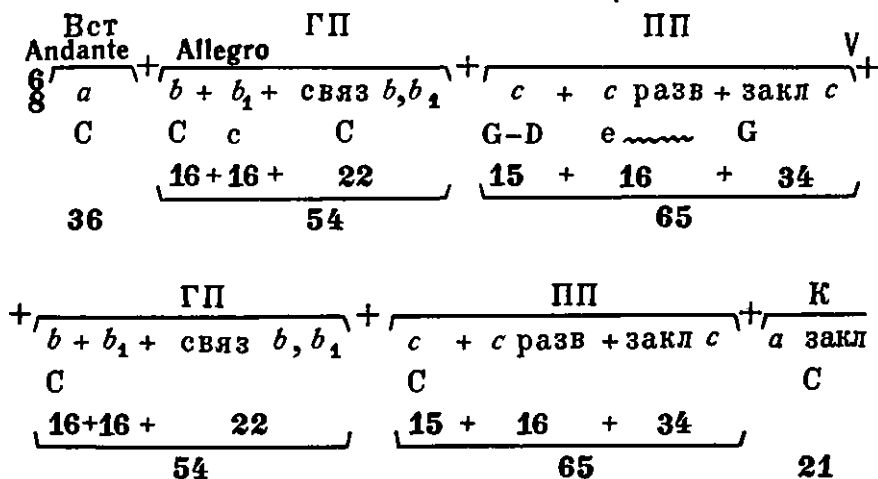 Вст + ГП + ПП V +
Andante Allegro
6/8 a b + b₁ + связ b, b₁ c + c разв + закл c
C C c C G–D e G
16 + 16 + 22 15 + 16 + 34
36 54 65
+ ГП + ПП + К
b + b₁ + связ b, b₁ c + c разв + закл c a закл
C C C
16+16 + 22 15 + 16 + 34
54 65 21